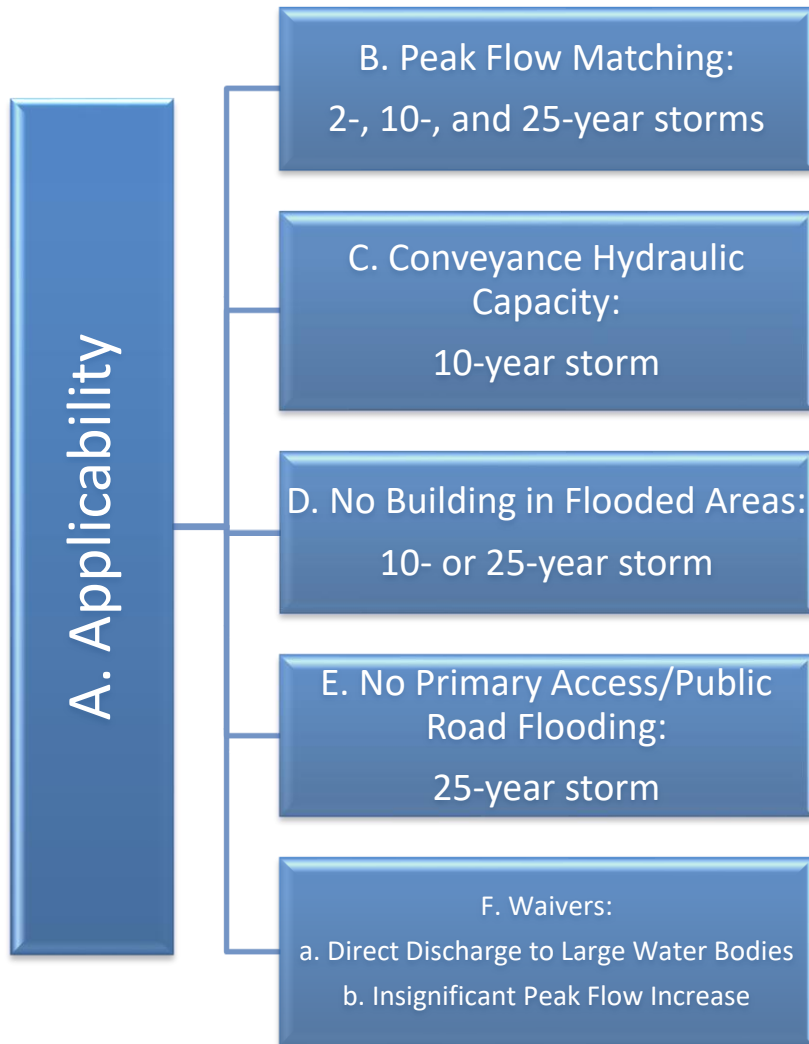 A. Applicability
B. Peak Flow Matching:
2-, 10-, and 25-year storms
C. Conveyance Hydraulic
Capacity:
10-year storm
D. No Building in Flooded Areas:
10- or 25-year storm
E. No Primary Access/Public
Road Flooding:
25-year storm
F. Waivers:
a. Direct Discharge to Large Water Bodies
b. Insignificant Peak Flow Increase